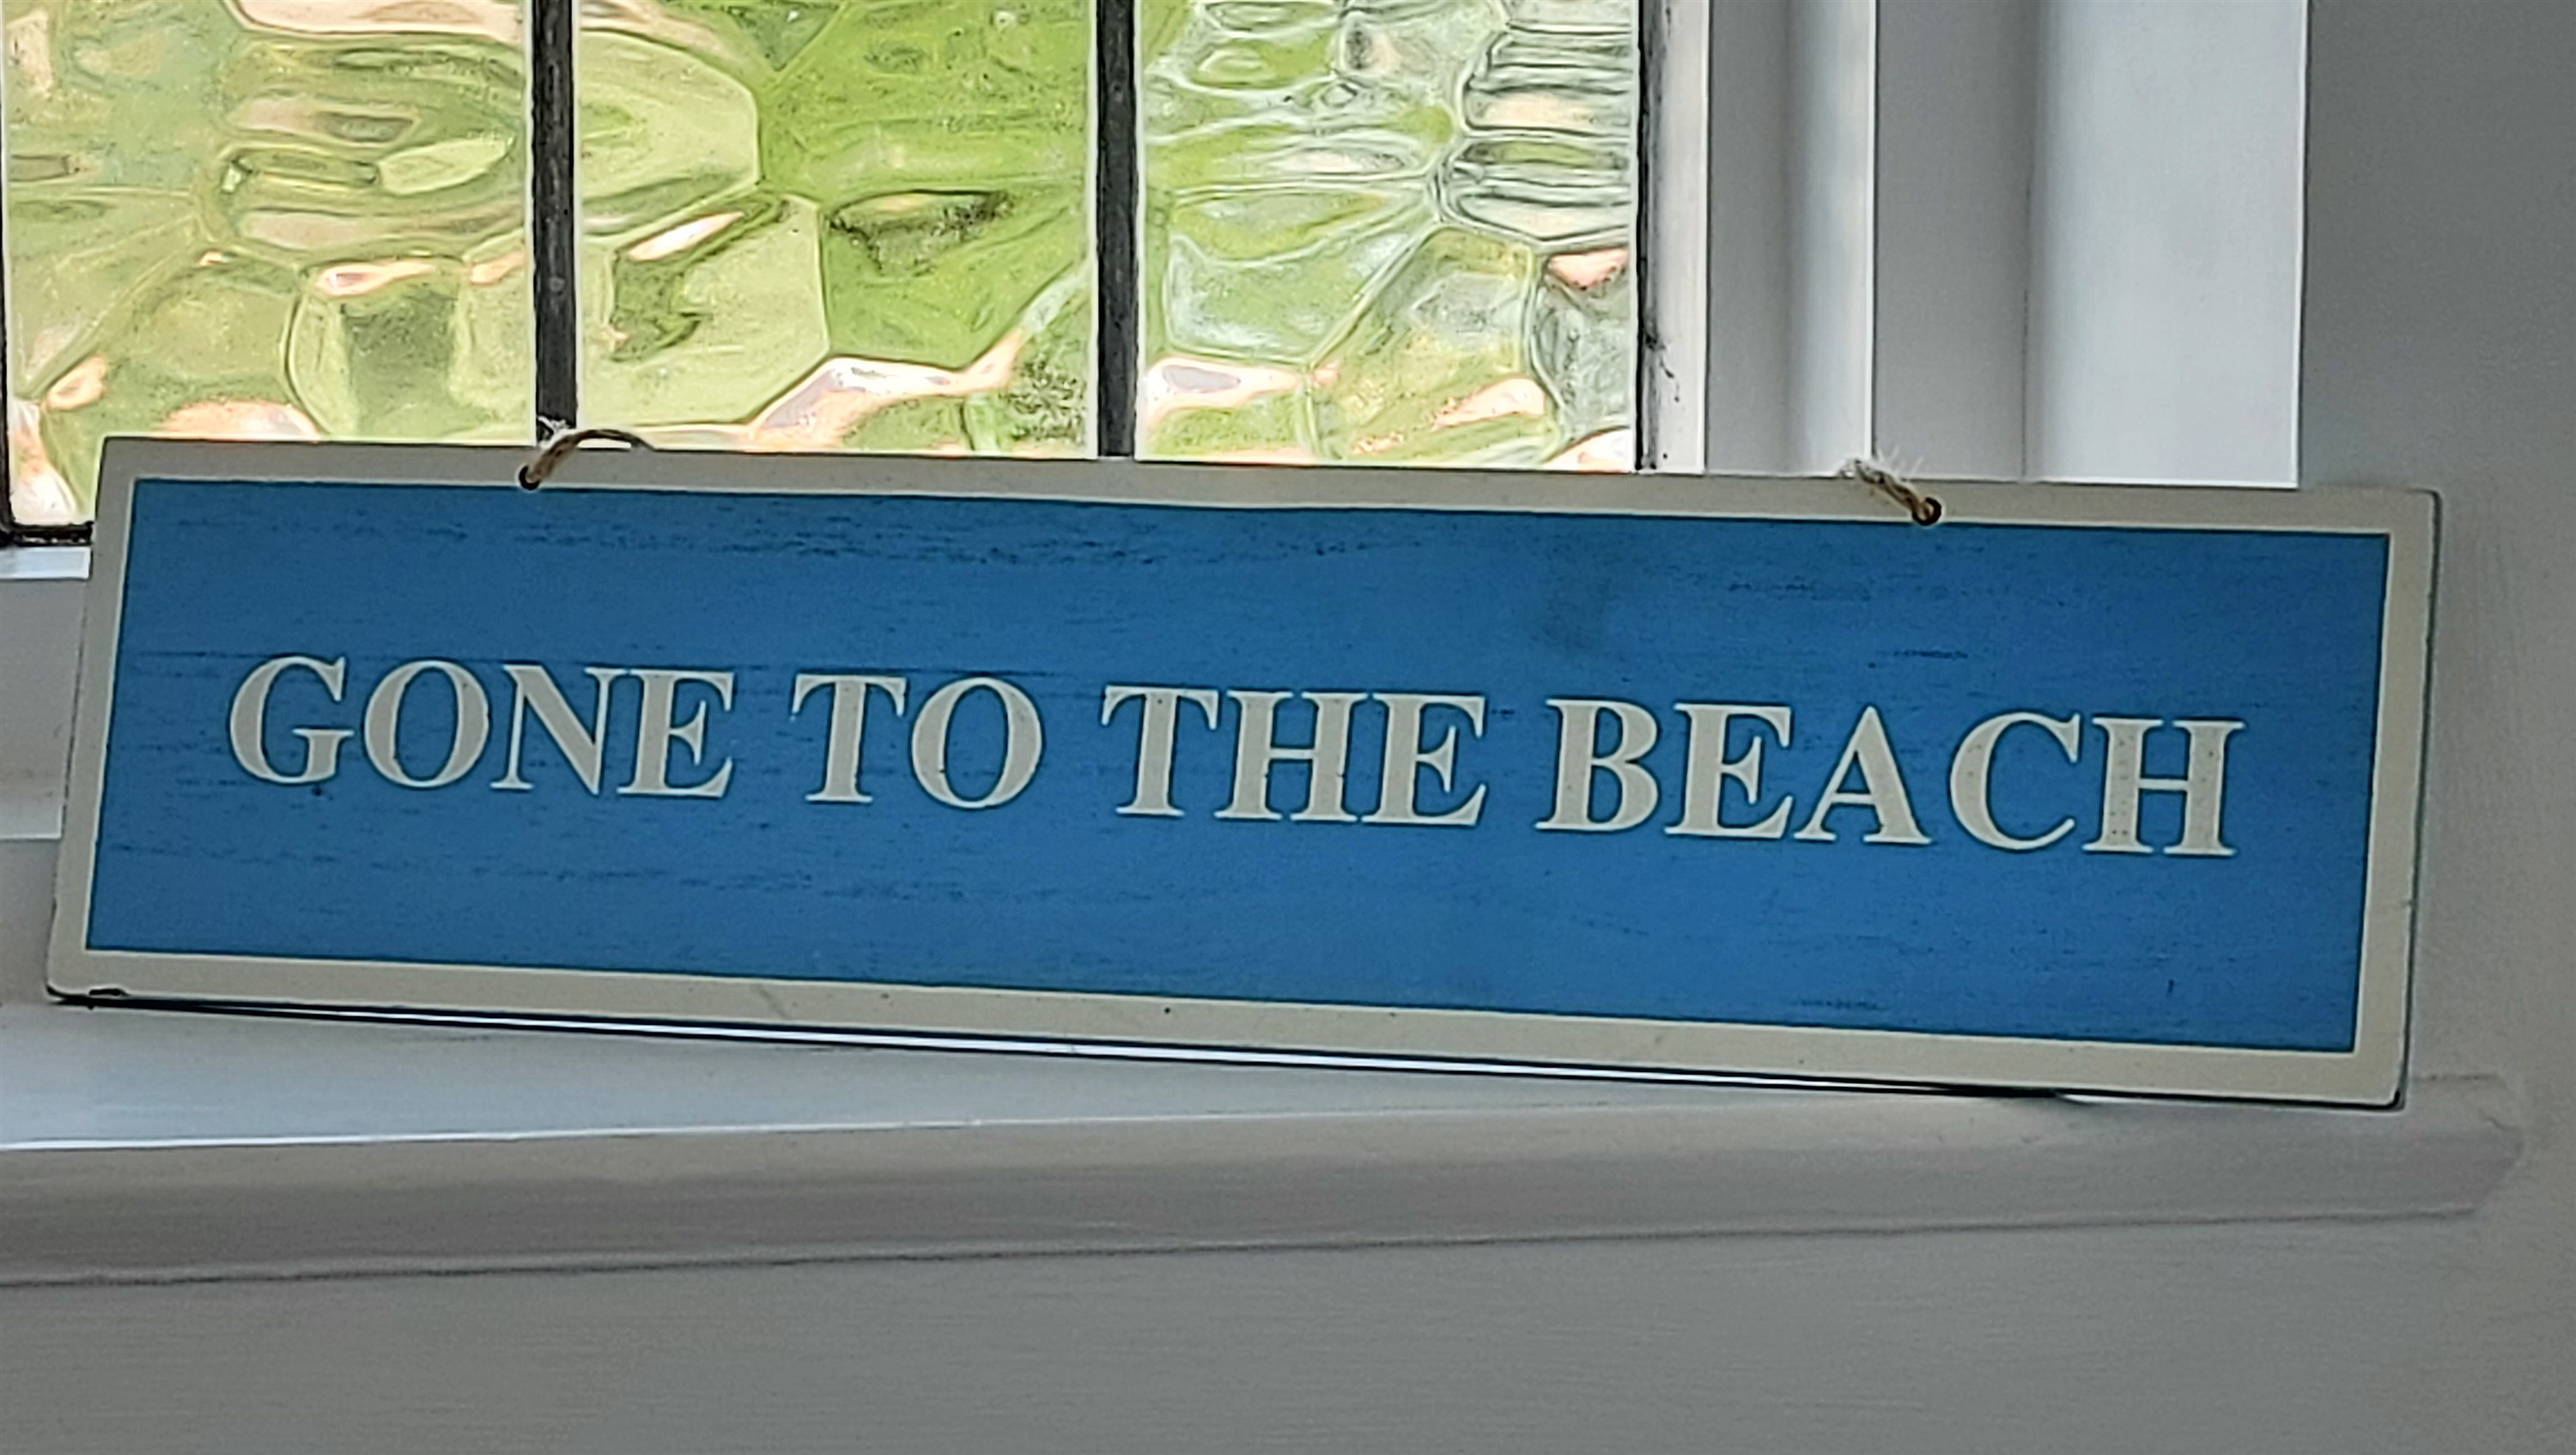 GONE TO THE BEACH